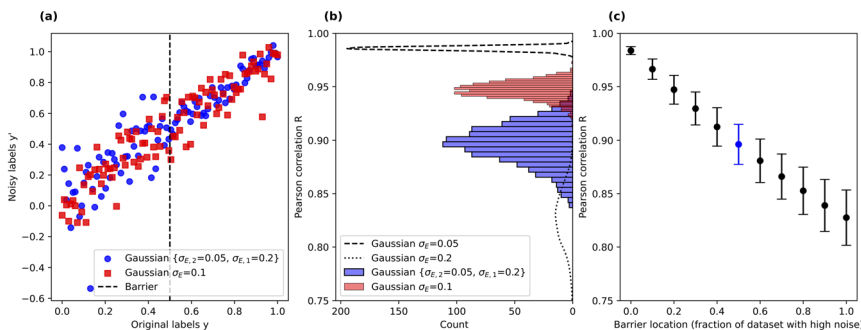 (a)
Noisy labels y'
1.0
0.8
0.6
0.4
0.2
0.0
−0.2
−0.4
−0.6
0.0 0.2 0.4 0.6 0.8 1.0
Original labels y
Gaussian {σE,2=0.05, σE,1=0.2}
Gaussian σE=0.1
Barrier
(b)
Pearson correlation R
1.00
0.95
0.90
0.85
0.80
0.75
200 150 100 50 0
Count
Gaussian σE=0.05
Gaussian σE=0.2
Gaussian {σE,2=0.05, σE,1=0.2}
Gaussian σE=0.1
(c)
Pearson correlation R
1.00
0.95
0.90
0.85
0.80
0.75
0.0 0.2 0.4 0.6 0.8 1.0
Barrier location (fraction of dataset with high noise)